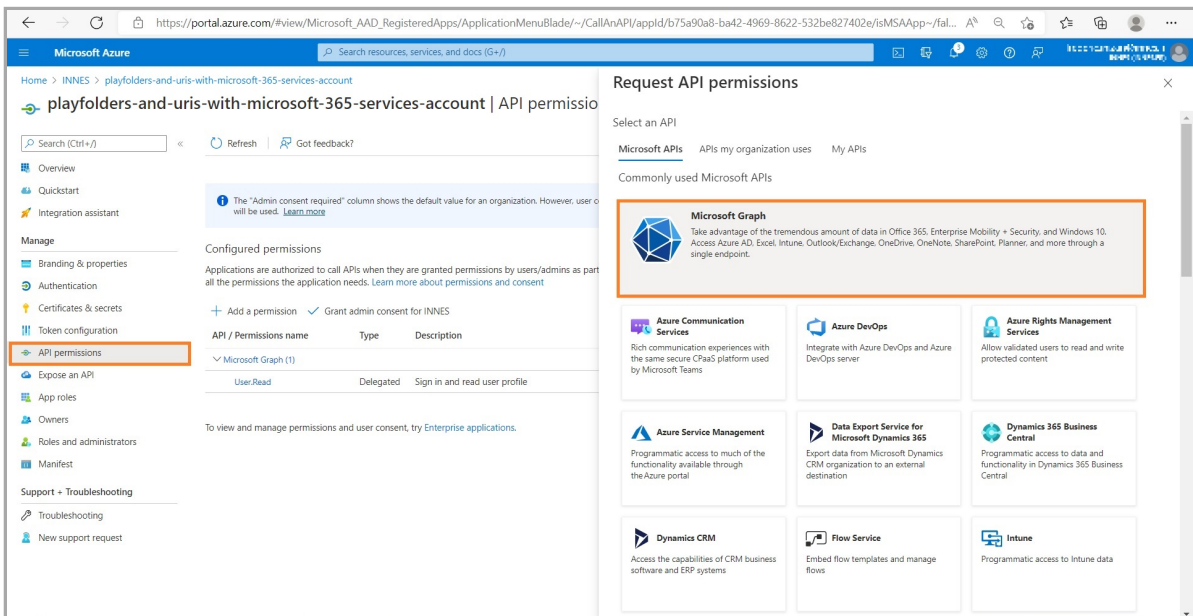 https://portal.azure.com/#view/Microsoft_AAD_RegisteredApps/ApplicationMenuBlade/~/CallAnAPI/appId/b75a90a8-ba42-4969-8622-532be827402e/isMSAApp~/fal...
Microsoft Azure
Search resources, services, and docs (G+/)
3
Home > INNES > playfolders-and-uris-with-microsoft-365-services-account
playfolders-and-uris-with-microsoft-365-services-account | API permissio
Search (Ctrl+/)
«
Overview
Quickstart
Integration assistant
Manage
Branding & properties
Authentication
Certificates & secrets
Token configuration
API permissions
Expose an API
App roles
Owners
Roles and administrators
Manifest
Support + Troubleshooting
Troubleshooting
New support request
Refresh
Got feedback?
The "Admin consent required" column shows the default value for an organization. However, user c
will be used. Learn more
Configured permissions
Applications are authorized to call APIs when they are granted permissions by users/admins as part
all the permissions the application needs. Learn more about permissions and consent
Add a permission
Grant admin consent for INNES
API / Permissions name Type Description
Microsoft Graph (1)
User.Read Delegated Sign in and read user profile
To view and manage permissions and user consent, try Enterprise applications.
Request API permissions
Select an API
Microsoft APIs APIs my organization uses My APIs
Commonly used Microsoft APIs
Microsoft Graph
Take advantage of the tremendous amount of data in Office 365, Enterprise Mobility + Security, and Windows 10.
Access Azure AD, Excel, Intune, Outlook/Exchange, OneDrive, OneNote, SharePoint, Planner, and more through a
single endpoint.
Azure Communication
Services
Rich communication experiences with
the same secure CPaaS platform used
by Microsoft Teams
Azure DevOps
Integrate with Azure DevOps and Azure
DevOps server
Azure Rights Management
Services
Allow validated users to read and write
protected content
Azure Service Management
Programmatic access to much of the
functionality available through
the Azure portal
Data Export Service for
Microsoft Dynamics 365
Export data from Microsoft Dynamics
CRM organization to an external
destination
Dynamics 365 Business
Central
Programmatic access to data and
functionality in Dynamics 365 Business
Central
Dynamics CRM
Access the capabilities of CRM business
software and ERP systems
Flow Service
Embed flow templates and manage
flows
Intune
Programmatic access to Intune data